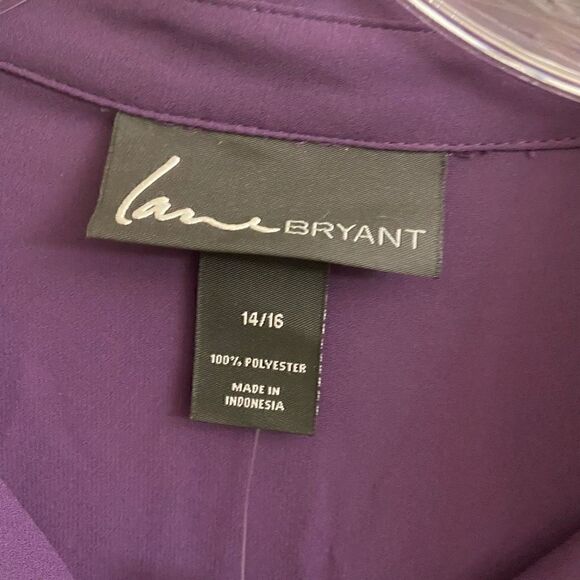 Lane BRYANT
14/16
100% POLYESTER
MADE IN
INDONESIA